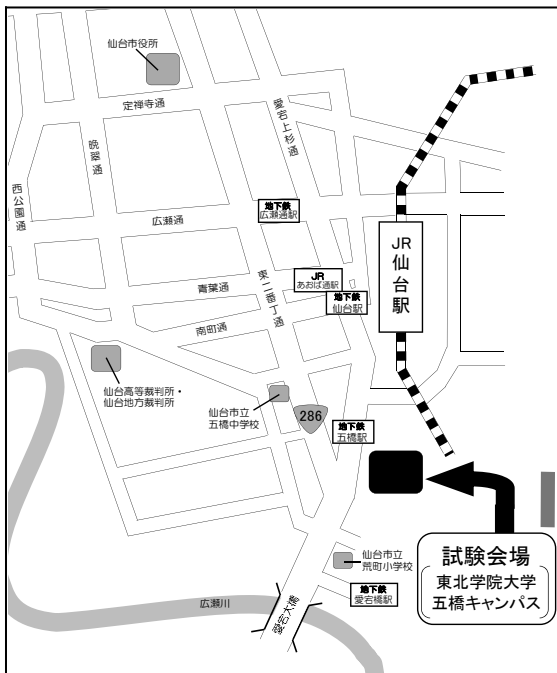 仙台市役所
定禅寺通
愛宕上杉通
晩翠通
西公園通
地下鉄
広瀬通駅
広瀬通
JR
仙台駅
東二番丁通
JR
あおば通駅
青葉通
地下鉄
仙台駅
南町通
仙台高等裁判所・
仙台地方裁判所
仙台市立
五橋中学校
286
地下鉄
五橋駅
試験会場
東北学院大学
五橋キャンパス
仙台市立
荒町小学校
地下鉄
愛宕橋駅
広瀬川
愛宕大橋